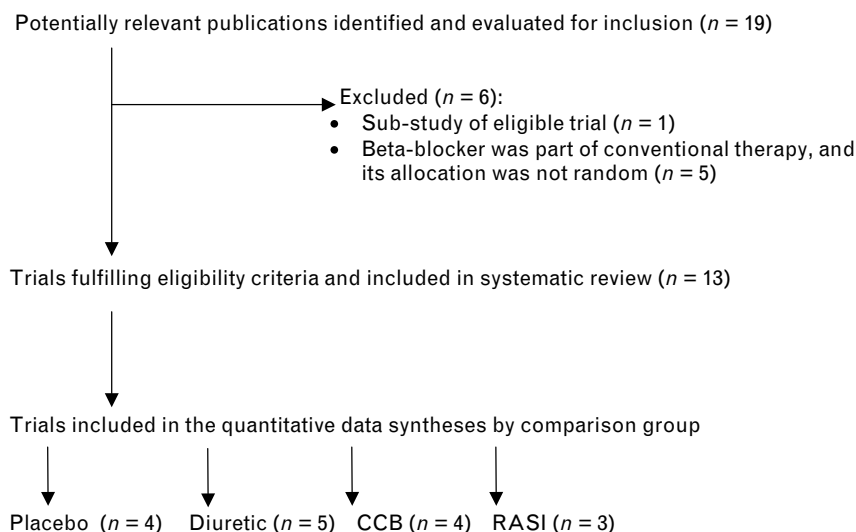 Potentially relevant publications identified and evaluated for inclusion (n = 19)
Excluded (n = 6):
• Sub-study of eligible trial (n = 1)
• Beta-blocker was part of conventional therapy, and
its allocation was not random (n = 5)
Trials fulfilling eligibility criteria and included in systematic review (n = 13)
Trials included in the quantitative data syntheses by comparison group
Placebo (n = 4) Diuretic (n = 5) CCB (n = 4) RASI (n = 3)